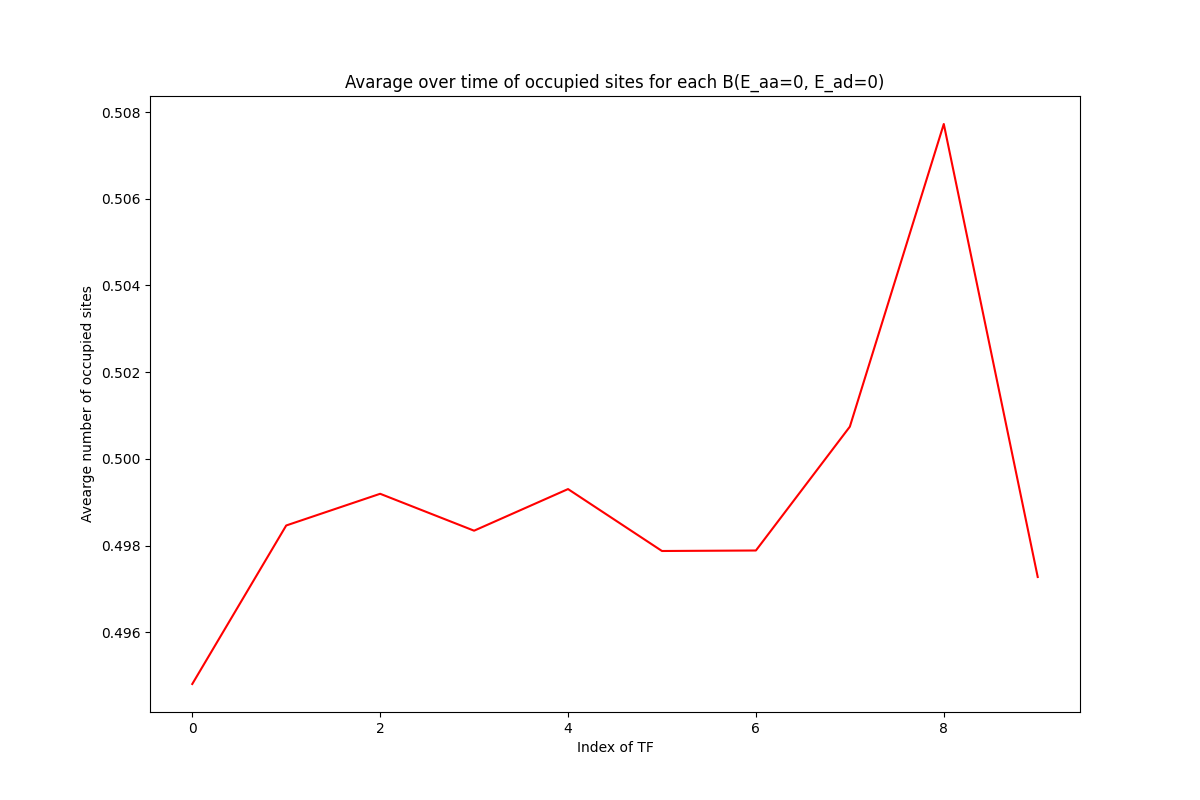 Avarage over time of occupied sites for each B(E_aa=0, E_ad=0)
0.508
0.506
0.504
0.502
0.500
0.498
0.496
Avearge number of occupied sites
0 2 4 6 8
Index of TF